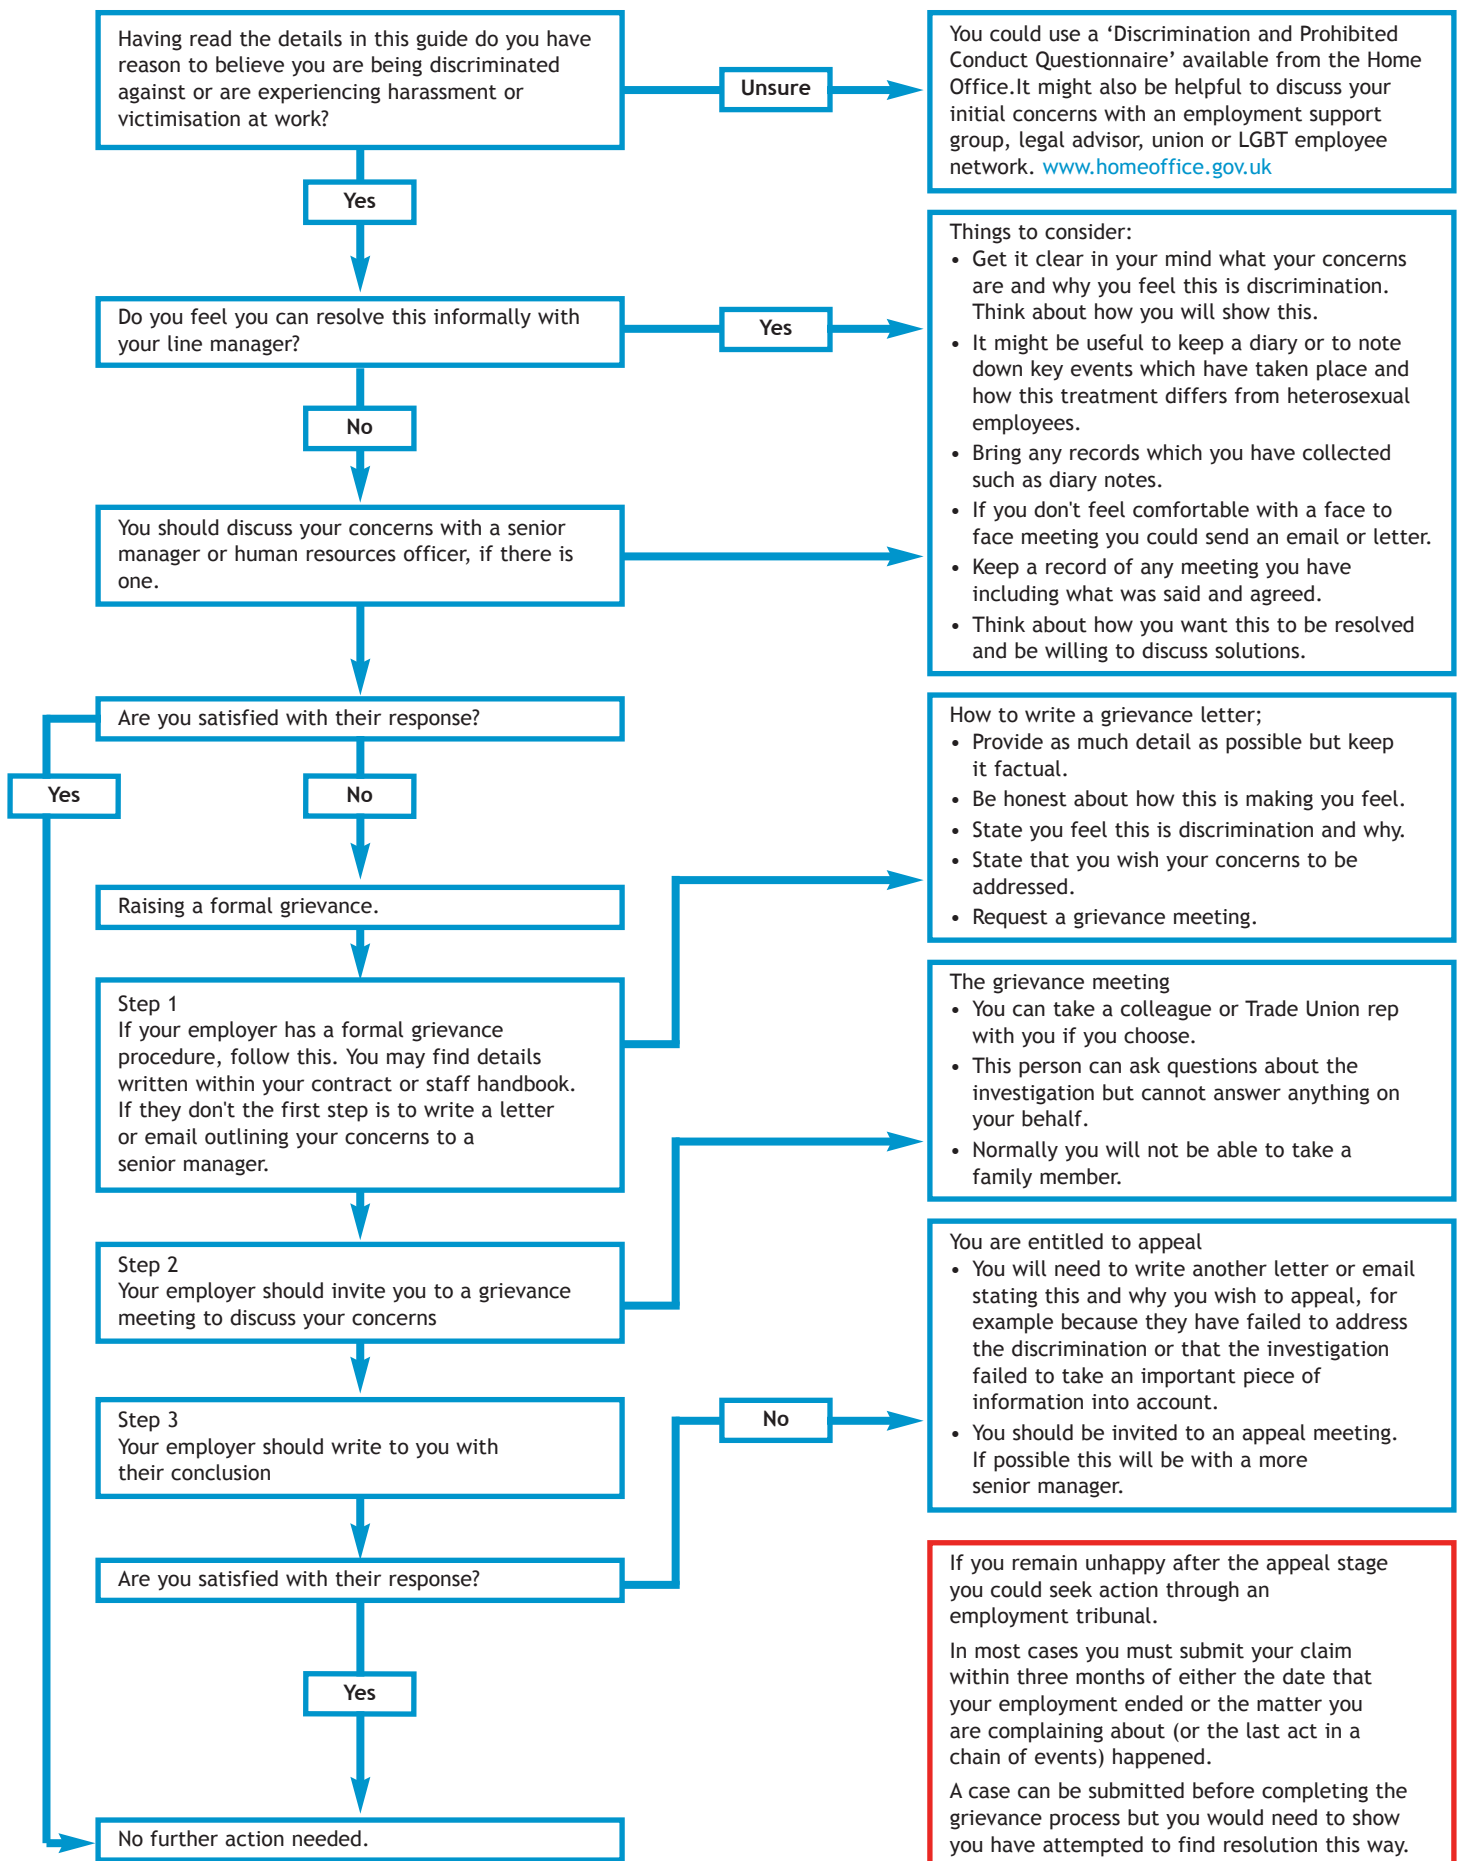 Having read the details in this guide do you have
reason to believe you are being discriminated
against or are experiencing harassment or
victimisation at work?
Unsure
You could use a ‘Discrimination and Prohibited
Conduct Questionnaire’ available from the Home
Office.It might also be helpful to discuss your
initial concerns with an employment support
group, legal advisor, union or LGBT employee
network. www.homeoffice.gov.uk
Yes
Do you feel you can resolve this informally with
your line manager?
Yes
Things to consider:
• Get it clear in your mind what your concerns
are and why you feel this is discrimination.
Think about how you will show this.
• It might be useful to keep a diary or to note
down key events which have taken place and
how this treatment differs from heterosexual
employees.
• Bring any records which you have collected
such as diary notes.
• If you don't feel comfortable with a face to
face meeting you could send an email or letter.
• Keep a record of any meeting you have
including what was said and agreed.
• Think about how you want this to be resolved
and be willing to discuss solutions.
No
You should discuss your concerns with a senior
manager or human resources officer, if there is
one.
Are you satisfied with their response?
Yes
No
Raising a formal grievance.
How to write a grievance letter;
• Provide as much detail as possible but keep
it factual.
• Be honest about how this is making you feel.
• State you feel this is discrimination and why.
• State that you wish your concerns to be
addressed.
• Request a grievance meeting.
Step 1
If your employer has a formal grievance
procedure, follow this. You may find details
written within your contract or staff handbook.
If they don't the first step is to write a letter
or email outlining your concerns to a
senior manager.
The grievance meeting
• You can take a colleague or Trade Union rep
with you if you choose.
• This person can ask questions about the
investigation but cannot answer anything on
your behalf.
• Normally you will not be able to take a
family member.
Step 2
Your employer should invite you to a grievance
meeting to discuss your concerns
Step 3
Your employer should write to you with
their conclusion
Are you satisfied with their response?
No
You are entitled to appeal
• You will need to write another letter or email
stating this and why you wish to appeal, for
example because they have failed to address
the discrimination or that the investigation
failed to take an important piece of
information into account.
• You should be invited to an appeal meeting.
If possible this will be with a more
senior manager.
Yes
No further action needed.
If you remain unhappy after the appeal stage
you could seek action through an
employment tribunal.
In most cases you must submit your claim
within three months of either the date that
your employment ended or the matter you
are complaining about (or the last act in a
chain of events) happened.
A case can be submitted before completing the
grievance process but you would need to show
you have attempted to find resolution this way.